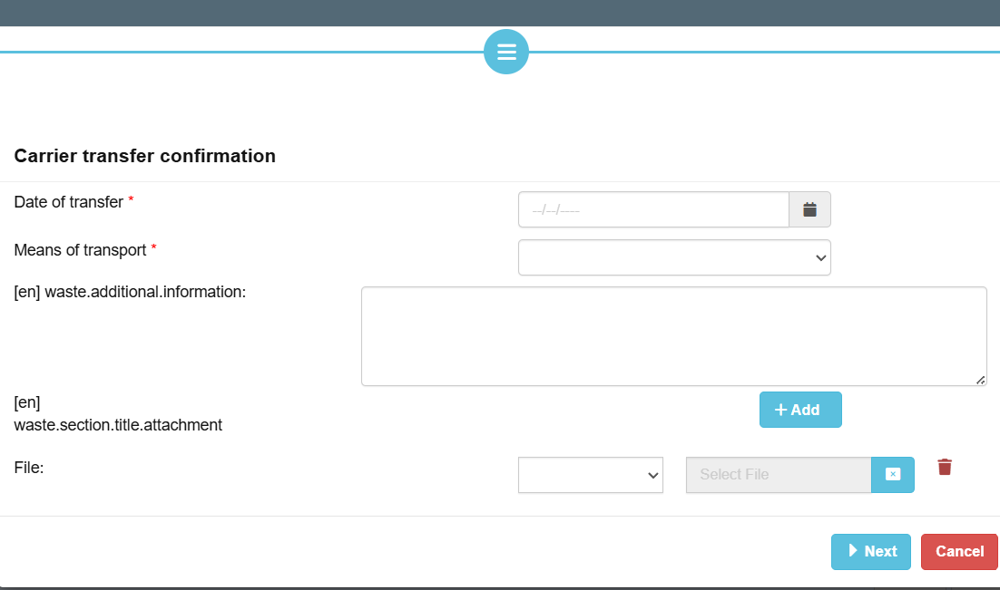 Carrier transfer confirmation
Date of transfer *
--/--/----
Means of transport *
[en] waste.additional.information:
[en]
waste.section.title.attachment
+ Add
File:
Select File
Next
Cancel